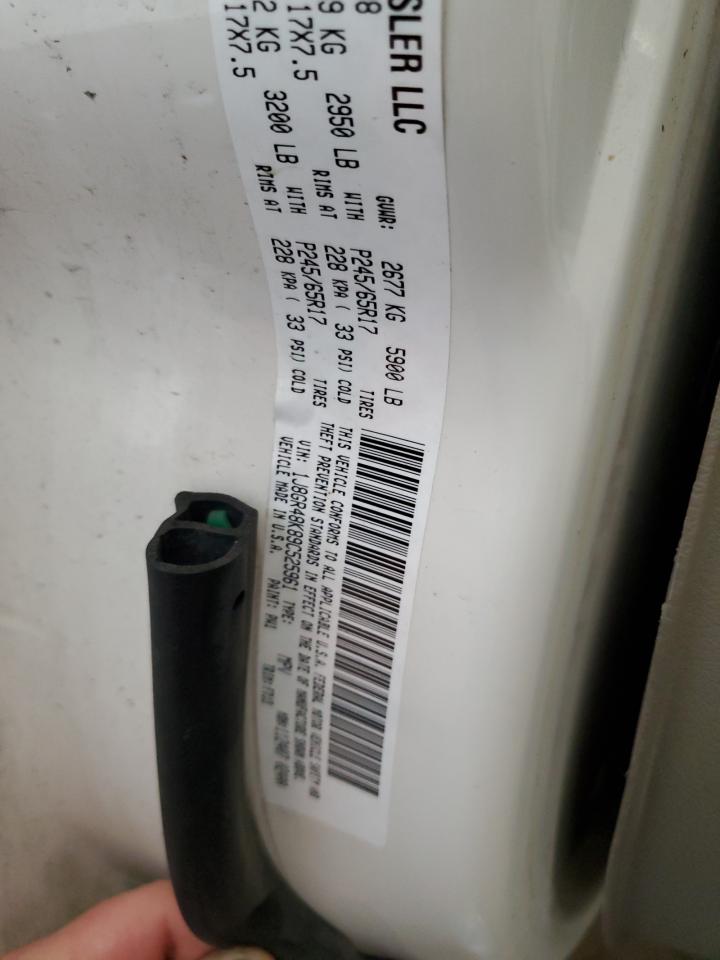 SLER LLC
8 GVWR: 2677 KG 5900 LB
9 KG 2950 LB WITH P245/65R17 TIRES
17X7.5 RIMS AT 228 KPA ( 33 PSI) COLD
2 KG 3200 LB WITH P245/65R17 TIRES
17X7.5 RIMS AT 228 KPA ( 33 PSI) COLD
THIS VEHICLE CONFORMS TO ALL APPLICABLE U.S.A. FEDERAL MOTOR VEHICLE SAFETY AND
THEFT PREVENTION STANDARDS IN EFFECT ON THE DATE OF MANUFACTURE SHOWN ABOVE.
VIN: 1J8GR48K89C525961 TYPE: MPV
VEHICLE MADE IN U.S.A. PAINT: PW1